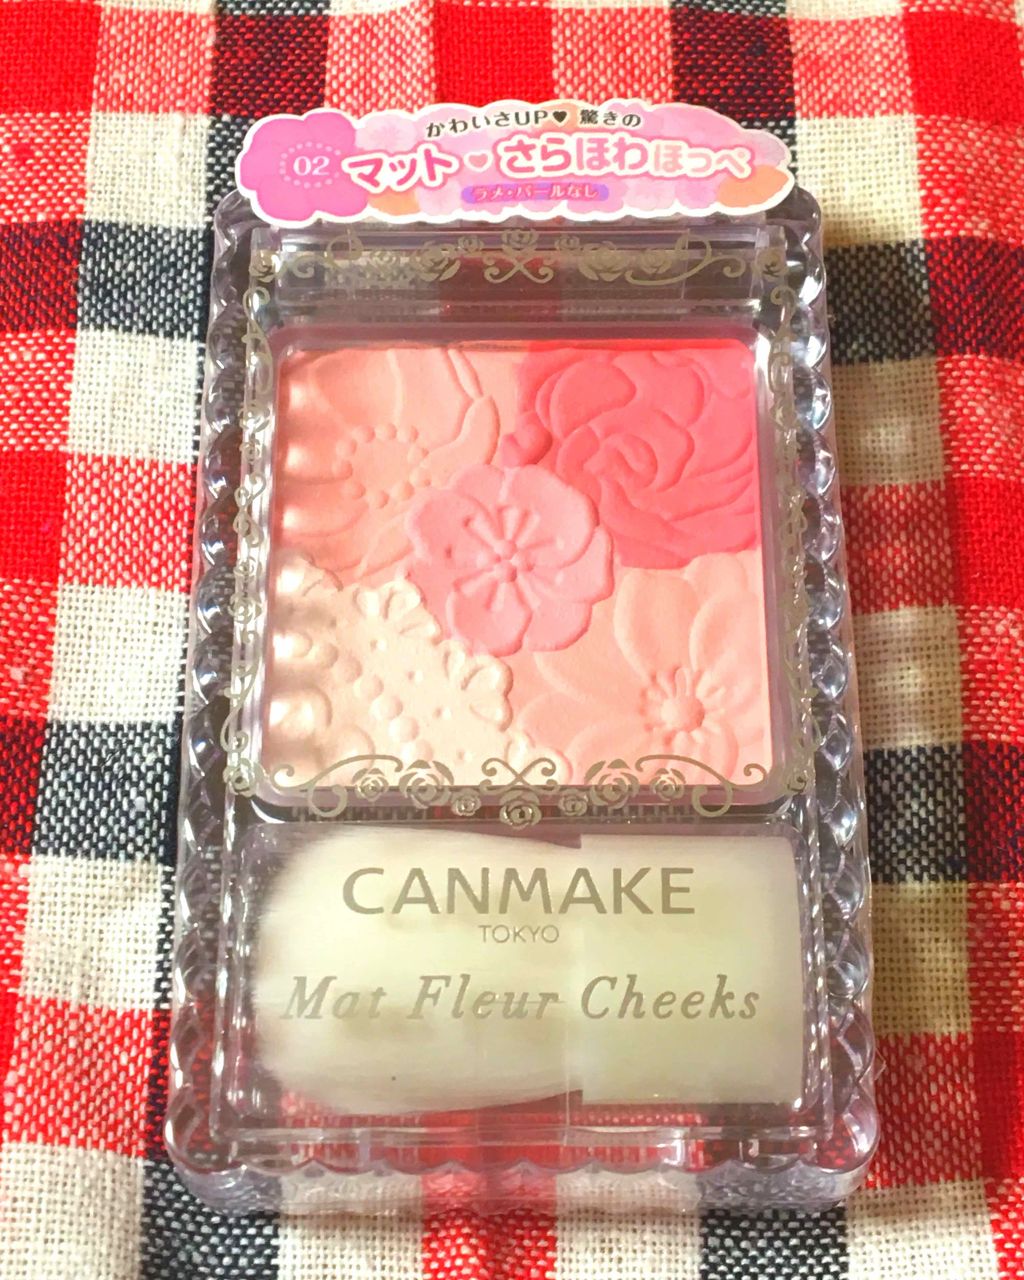 かわいさUP♥ 驚きの
02 マット♥さらほわほっぺ
ラメ・パールなし
CANMAKE
TOKYO
Mat Fleur Cheeks